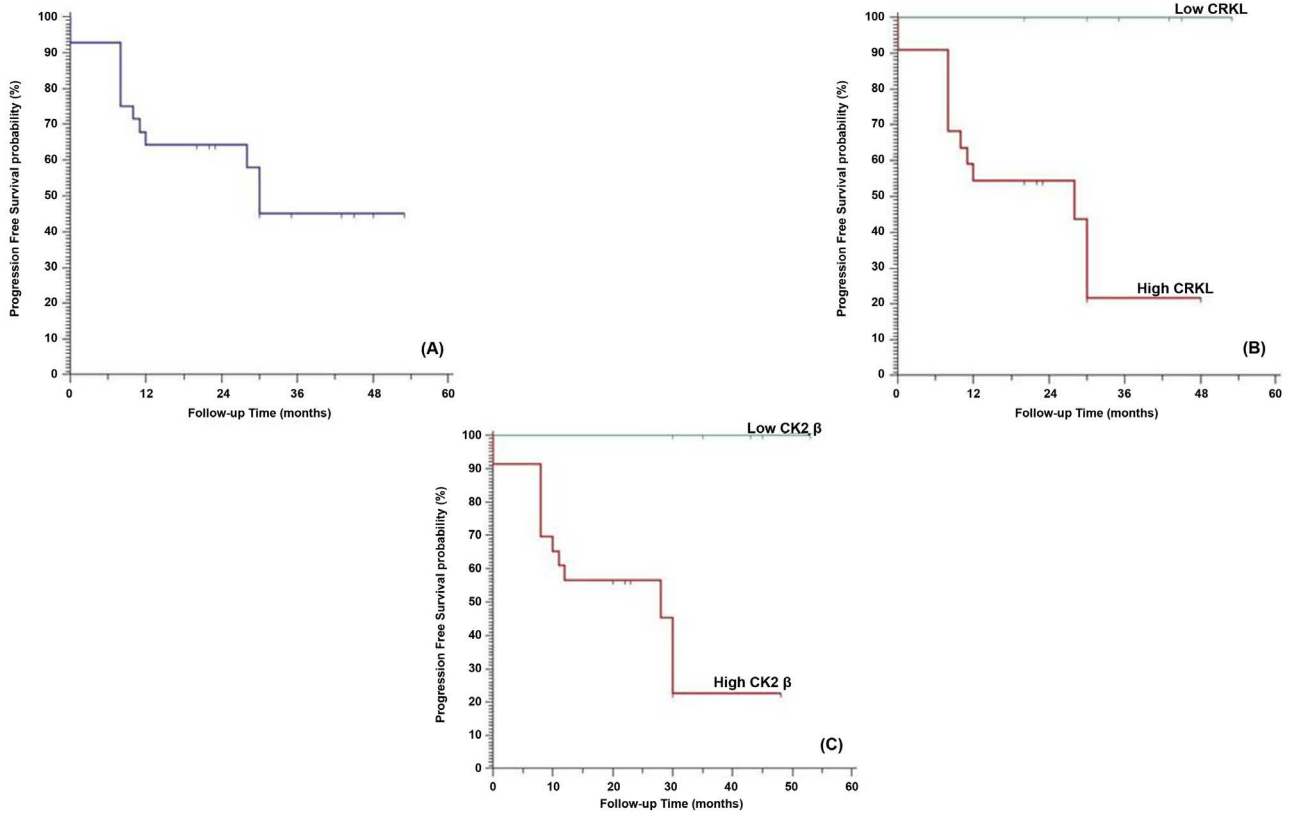 100
90
80
70
60
50
40
30
20
10
0
Progression Free Survival probability (%)
0 12 24 36 48 60
Follow-up Time (months)
(A)
Low CRKL
100
90
80
70
60
50
40
30
20
10
0
Progression Free Survival probability (%)
High CRKL
(B)
0 12 24 36 48 60
Follow-up Time (months)
Low CK2 β
100
90
80
70
60
50
40
30
20
10
0
Progression Free Survival probability (%)
High CK2 β
(C)
0 10 20 30 40 50 60
Follow-up Time (months)